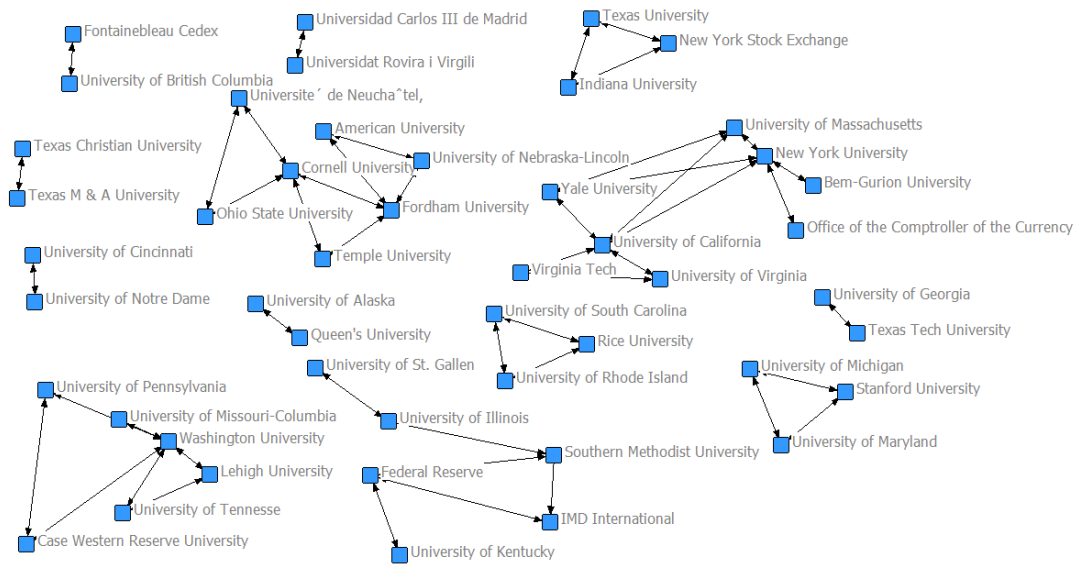 Texas University
Universidad Carlos III de Madrid
Fontainebleau Cedex
New York Stock Exchange
Universidat Rovira i Virgili
University of British Columbia
Indiana University
Universite´ de Neucha^tel,
University of Massachusetts
American University
Texas Christian University
New York University
University of Nebraska-Lincoln
Cornell University
Bem-Gurion University
Yale University
Texas M & A University
Fordham University
Ohio State University
Office of the Comptroller of the Currency
University of California
University of Cincinnati
Temple University
Virginia Tech
University of Virginia
University of Georgia
University of Notre Dame
University of Alaska
University of South Carolina
Texas Tech University
Queen's University
Rice University
University of St. Gallen
University of Michigan
University of Rhode Island
University of Pennsylvania
Stanford University
University of Missouri-Columbia
University of Illinois
Washington University
University of Maryland
Southern Methodist University
Lehigh University
Federal Reserve
University of Tennesse
IMD International
Case Western Reserve University
University of Kentucky